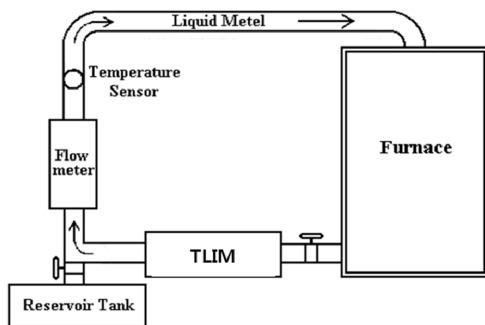 Liquid Metel
Temperature
Sensor
Flow
meter
Furnace
TLIM
Reservoir Tank